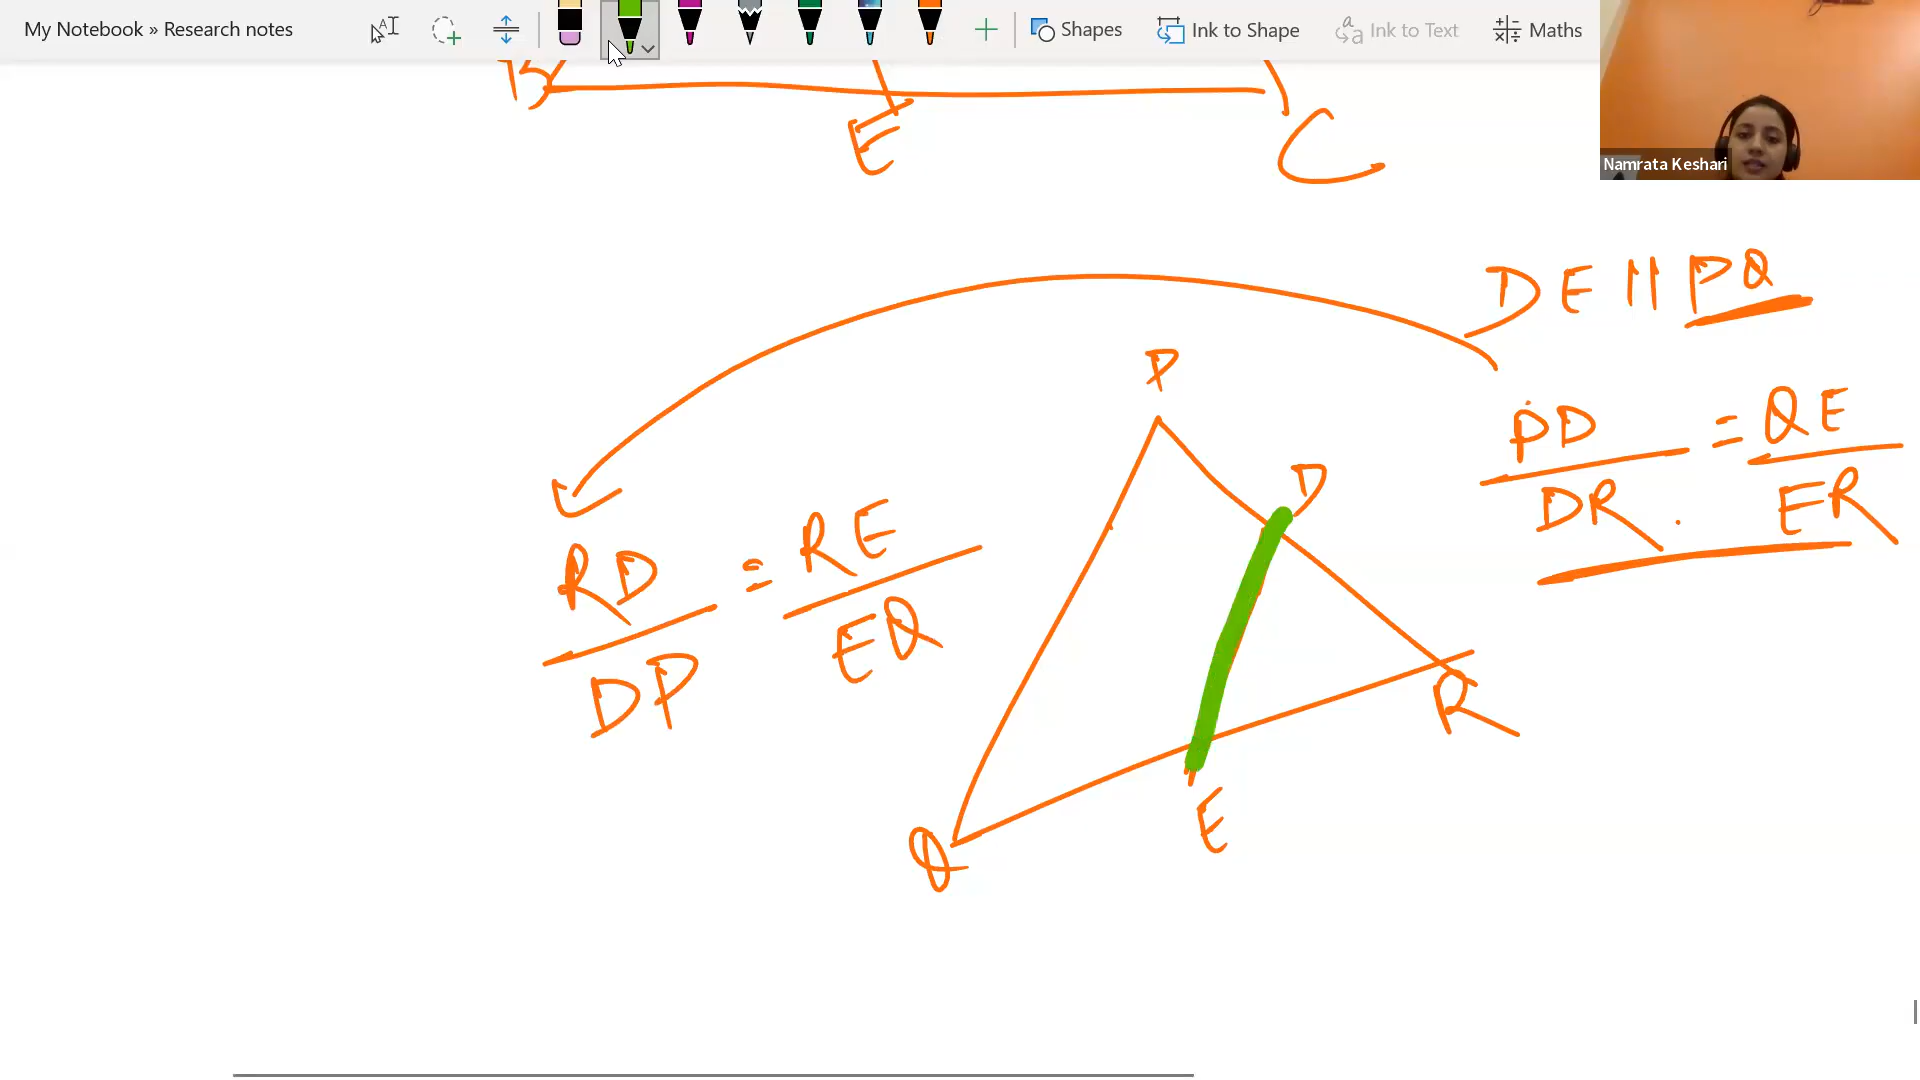 My Notebook » Research notes
Shapes
Ink to Shape
Ink to Text
Maths
Namrata Keshari
B
E
C
DE || PQ
P
PD/DR = QE/ER
D
RD/DP = RE/EQ
R
E
Q